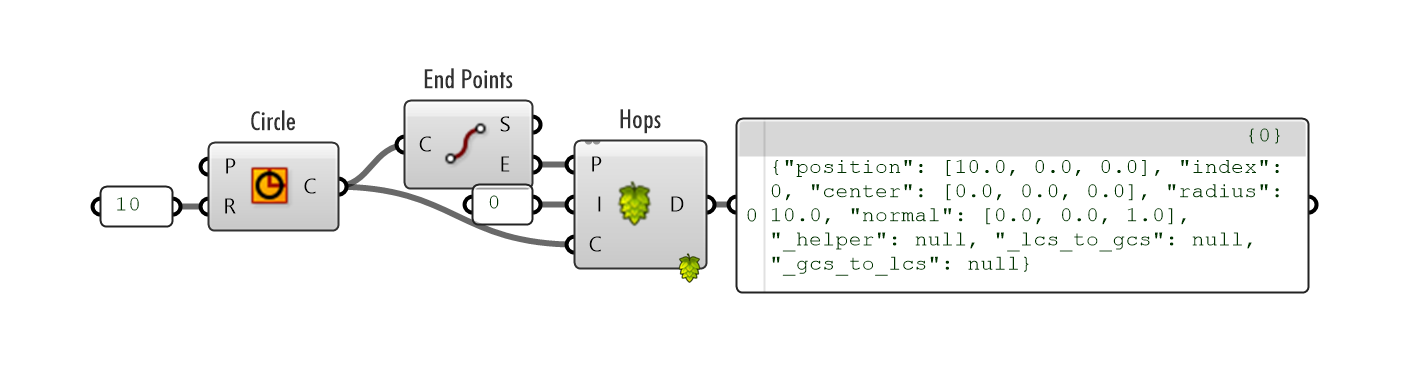 End Points
Circle
Hops
{0}
S
P
C
C
E
P
{"position": [10.0, 0.0, 0.0], "index":
10
R
0
I
D
0
0, "center": [0.0, 0.0, 0.0], "radius":
10.0, "normal": [0.0, 0.0, 1.0],
C
"_helper": null, "_lcs_to_gcs": null,
"_gcs_to_lcs": null}